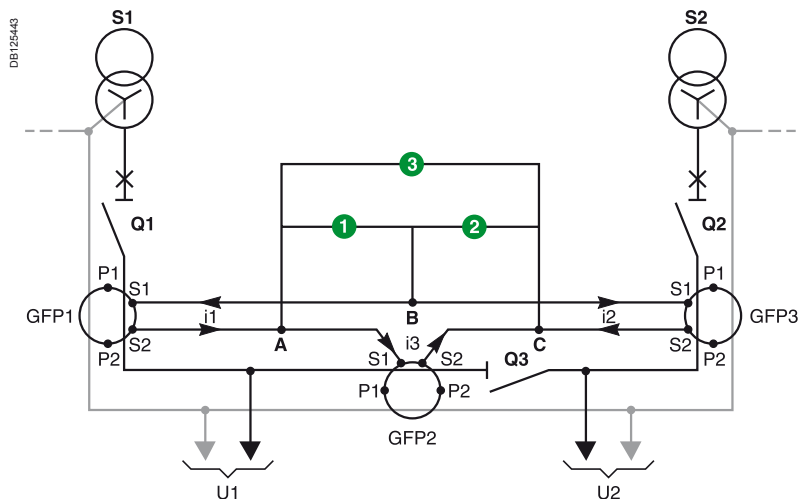 DB125443
S1
S2
3
1
2
Q1
Q2
P1
S1
B
S1
P1
GFP1
i1
i2
GFP3
S2
A
i3
C
S2
P2
S1
S2
Q3
P2
P1
P2
GFP2
U1
U2